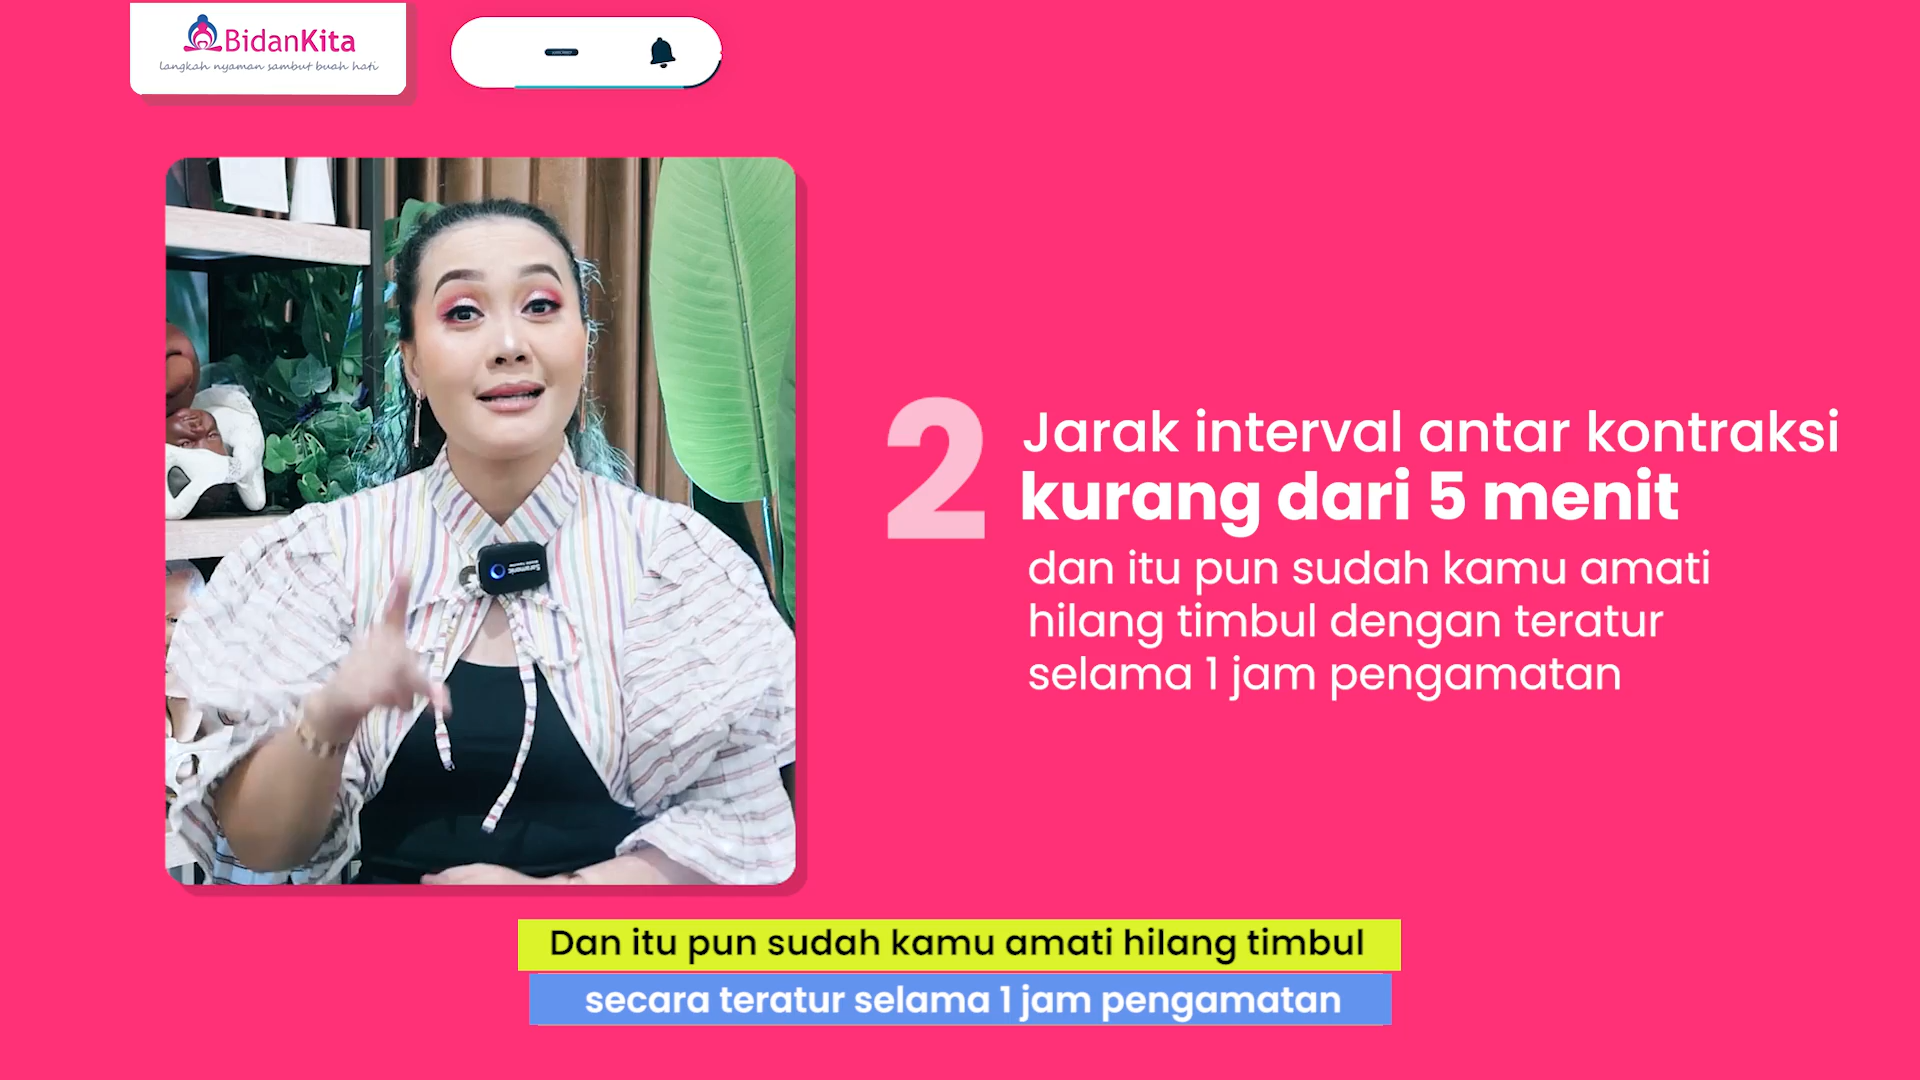 BidanKita
langkah nyaman sambut buah hati
Saramonic
2
Jarak interval antar kontraksi
kurang dari 5 menit
dan itu pun sudah kamu amati
hilang timbul dengan teratur
selama 1 jam pengamatan
Dan itu pun sudah kamu amati hilang timbul
secara teratur selama 1 jam pengamatan